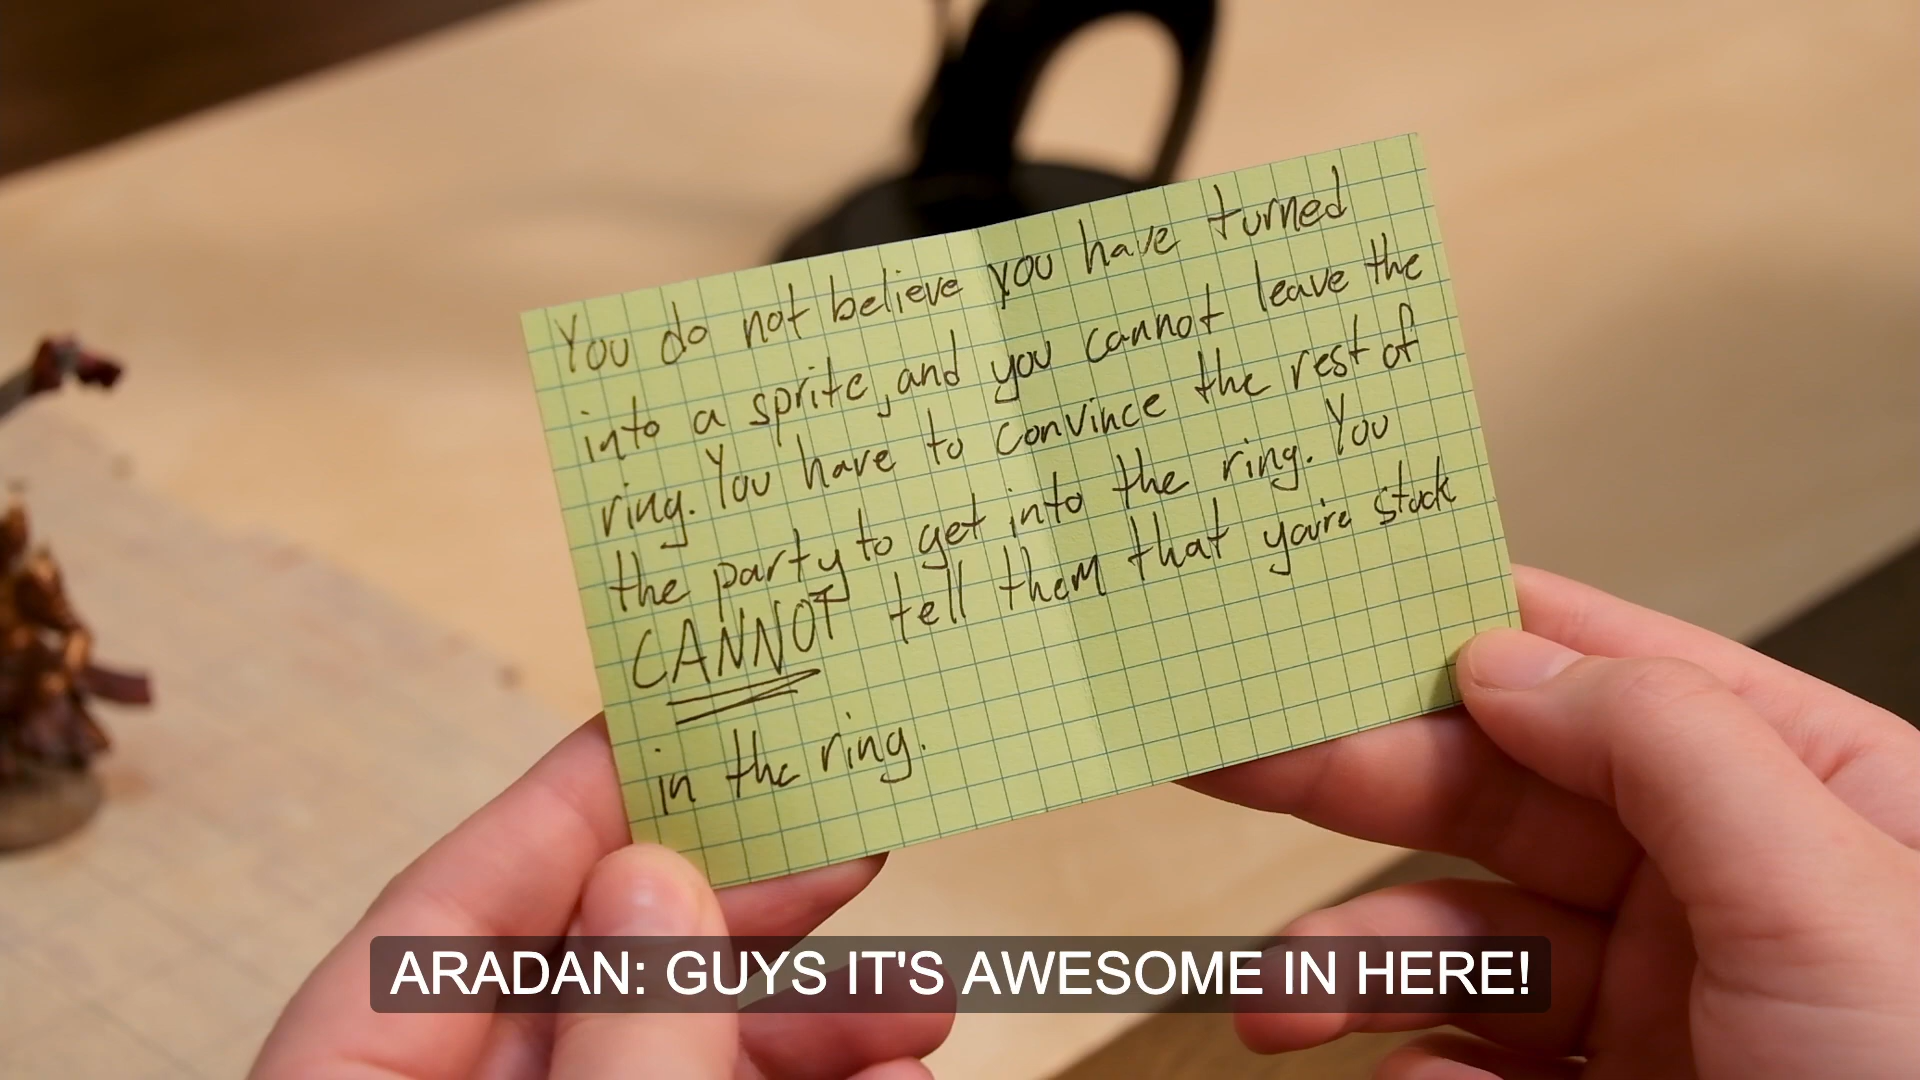 You do not believe you have turned
into a sprite, and you cannot leave the
ring. You have to convince the rest of
the party to get into the ring. You
CANNOT tell them that you're stuck
in the ring.
ARADAN: GUYS IT'S AWESOME IN HERE!